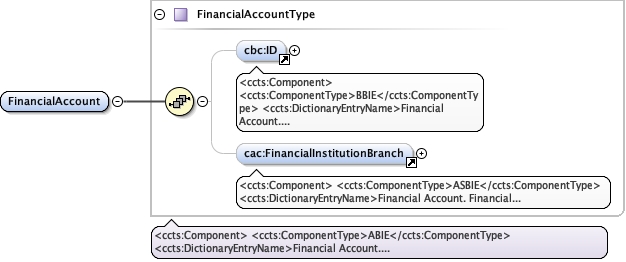 FinancialAccountType
cbc:ID
<ccts:Component>
<ccts:ComponentType>BBIE</ccts:ComponentTy
pe> <ccts:DictionaryEntryName>Financial
Account....
FinancialAccount
cac:FinancialInstitutionBranch
<ccts:Component> <ccts:ComponentType>ASBIE</ccts:ComponentType>
<ccts:DictionaryEntryName>Financial Account. Financial...
<ccts:Component> <ccts:ComponentType>ABIE</ccts:ComponentType>
<ccts:DictionaryEntryName>Financial Account....